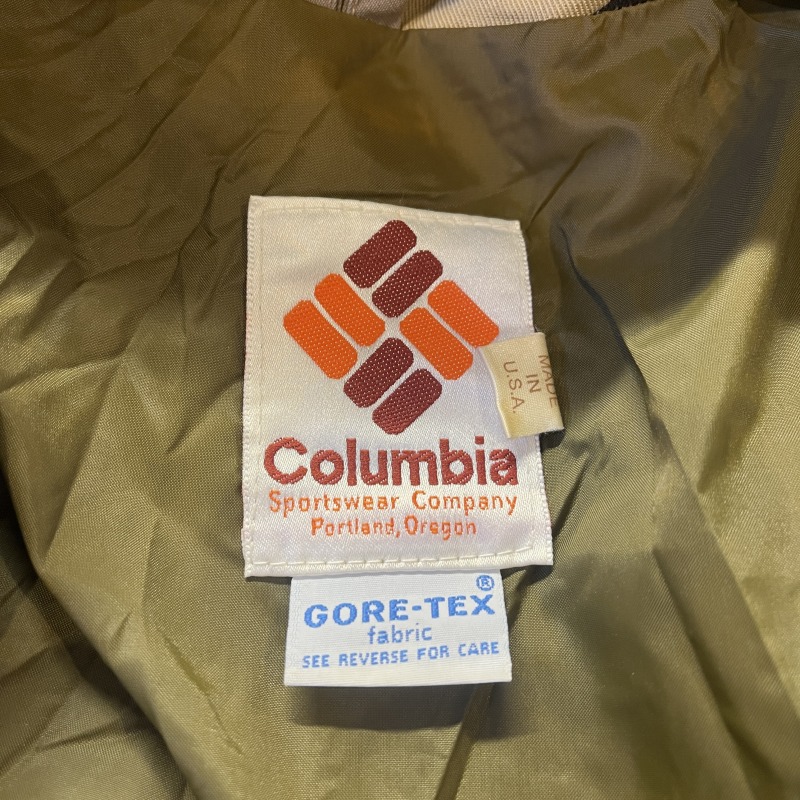 MADE
IN
U.S.A.
Columbia
Sportswear Company
Portland, Oregon
GORE-TEX®
fabric
SEE REVERSE FOR CARE